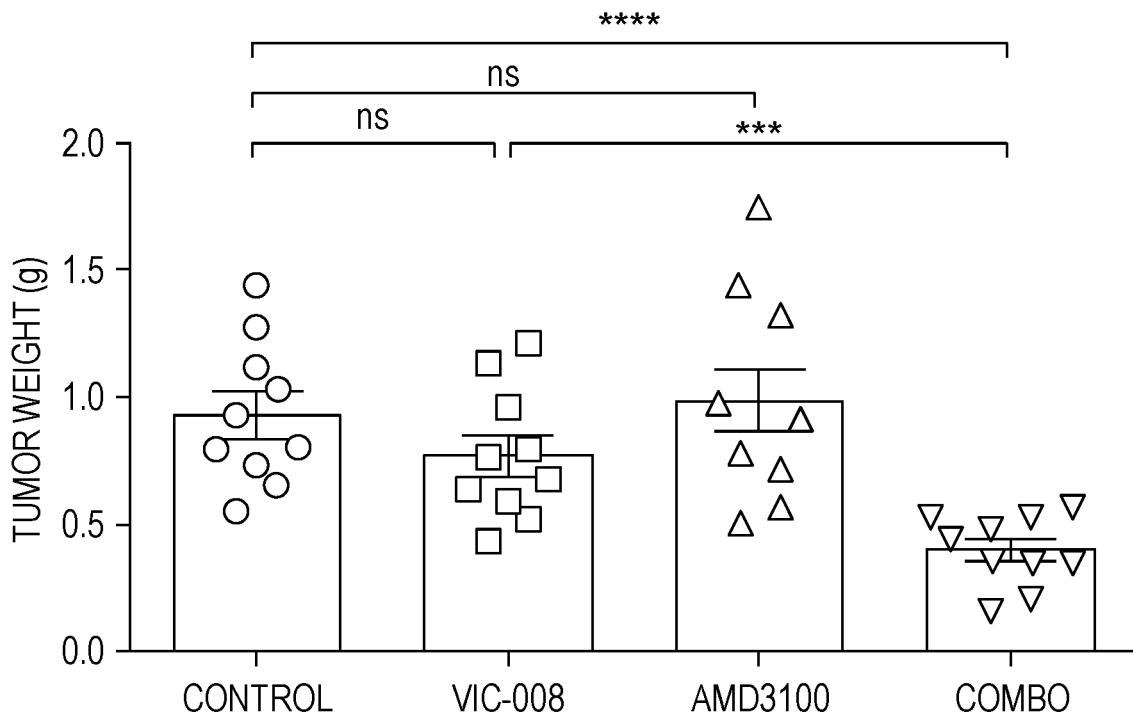 ****
ns
ns
***
2.0
1.5
1.0
0.5
0.0
TUMOR WEIGHT (g)
CONTROL VIC-008 AMD3100 COMBO